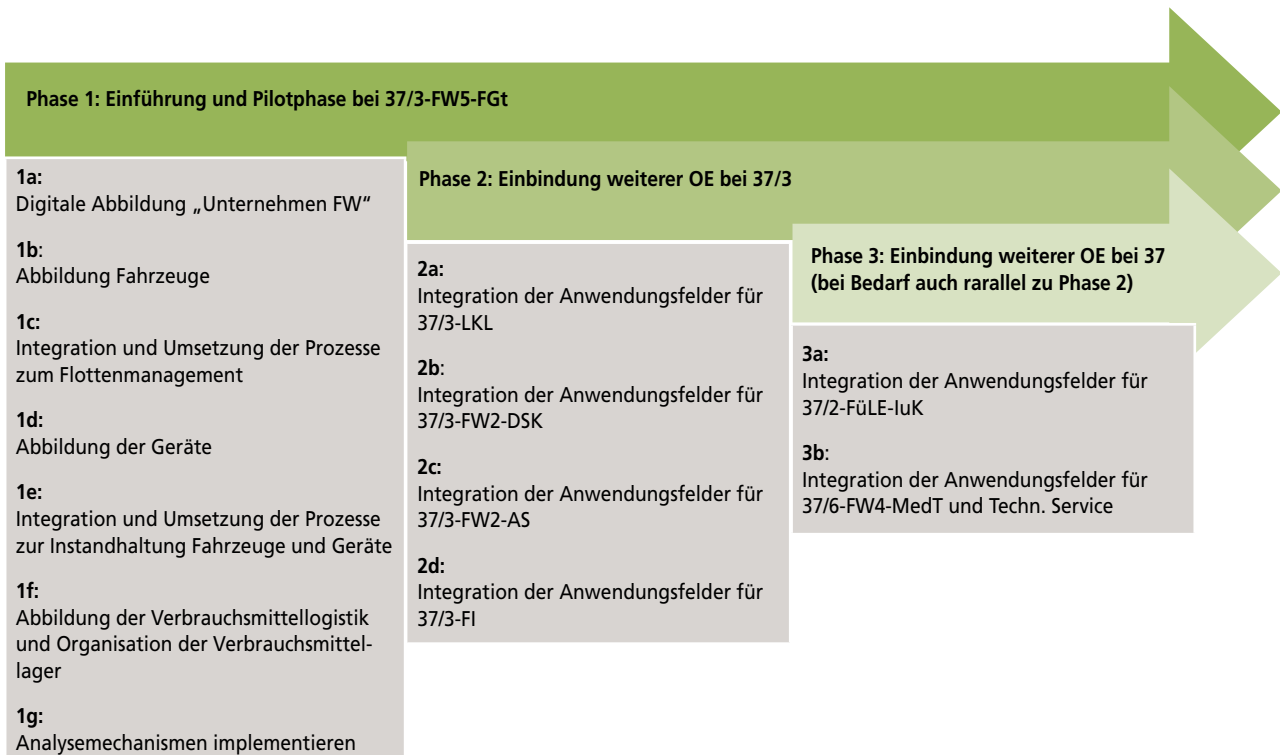 Phase 1: Einführung und Pilotphase bei 37/3-FW5-FGt
1a:
Digitale Abbildung „Unternehmen FW“
1b:
Abbildung Fahrzeuge
1c:
Integration und Umsetzung der Prozesse
zum Flottenmanagement
1d:
Abbildung der Geräte
1e:
Integration und Umsetzung der Prozesse
zur Instandhaltung Fahrzeuge und Geräte
1f:
Abbildung der Verbrauchsmittellogistik
und Organisation der Verbrauchsmittel-
lager
1g:
Analysemechanismen implementieren
Phase 2: Einbindung weiterer OE bei 37/3
2a:
Integration der Anwendungsfelder für
37/3-LKL
2b:
Integration der Anwendungsfelder für
37/3-FW2-DSK
2c:
Integration der Anwendungsfelder für
37/3-FW2-AS
2d:
Integration der Anwendungsfelder für
37/3-FI
Phase 3: Einbindung weiterer OE bei 37
(bei Bedarf auch rarallel zu Phase 2)
3a:
Integration der Anwendungsfelder für
37/2-FüLE-IuK
3b:
Integration der Anwendungsfelder für
37/6-FW4-MedT und Techn. Service